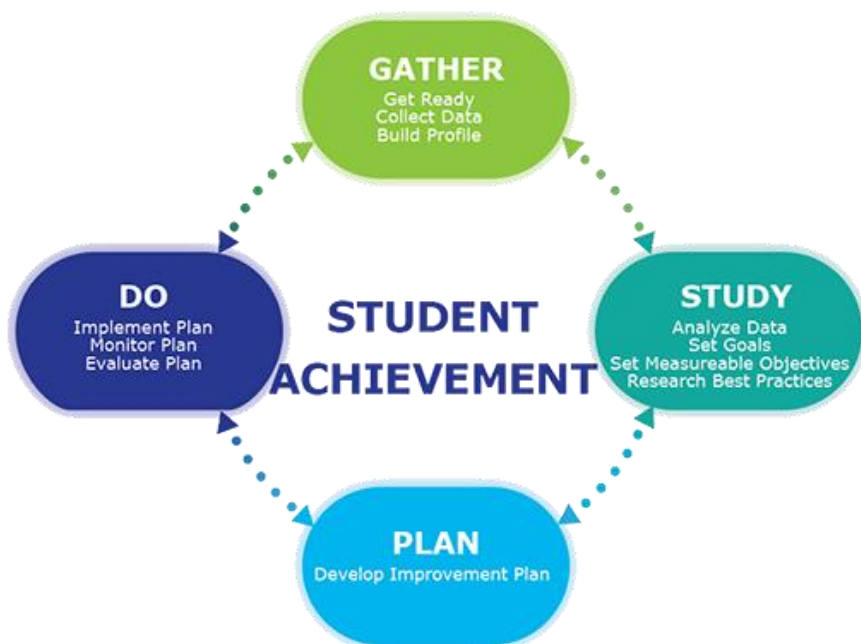 GATHER
Get Ready
Collect Data
Build Profile
DO
Implement Plan
Monitor Plan
Evaluate Plan
STUDENT
ACHIEVEMENT
STUDY
Analyze Data
Set Goals
Set Measureable Objectives
Research Best Practices
PLAN
Develop Improvement Plan